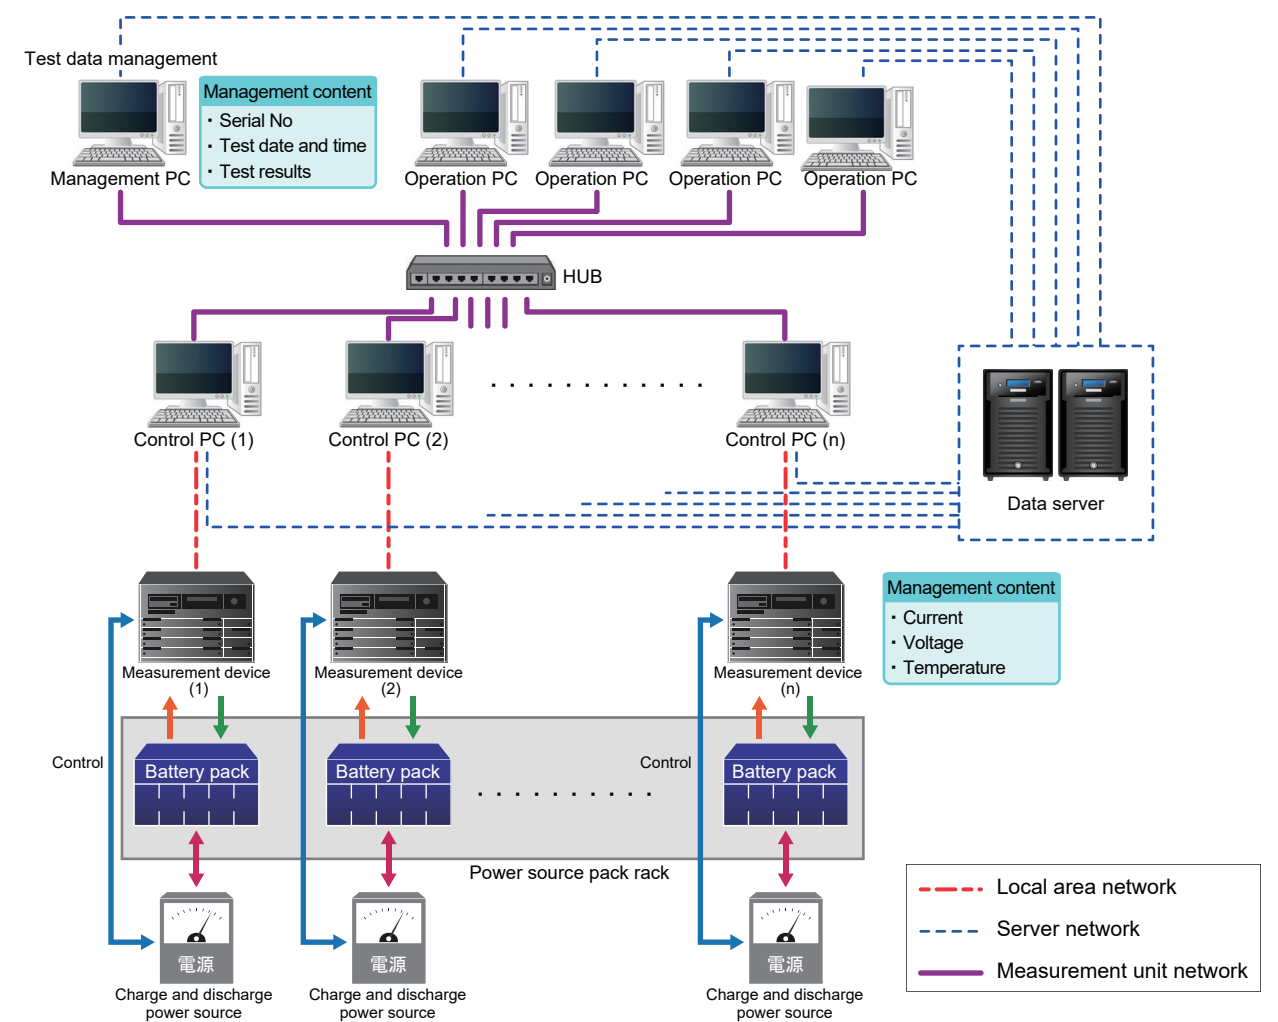 Test data management
Management content
・Serial No
・Test date and time
・Test results
Management PC
Operation PC
Operation PC
Operation PC
Operation PC
HUB
Control PC (1)
Control PC (2)
. . . . . . . . . . . .
Control PC (n)
Data server
Management content
・Current
・Voltage
・Temperature
Measurement device
(1)
Measurement device
(2)
Measurement device
(n)
Control
Battery pack
Battery pack
. . . . . . . . . .
Control
Battery pack
Power source pack rack
電源
電源
電源
Charge and discharge
power source
Charge and discharge
power source
Charge and discharge
power source
Local area network
Server network
Measurement unit network